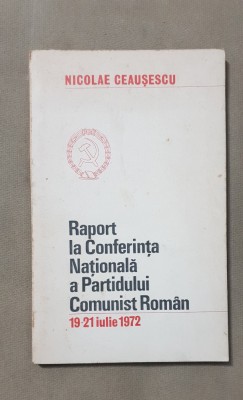 NICOLAE CEAUŞESCU
Raport
la Conferinţa
Naţională
a Partidului
Comunist Român
19-21 iulie 1972